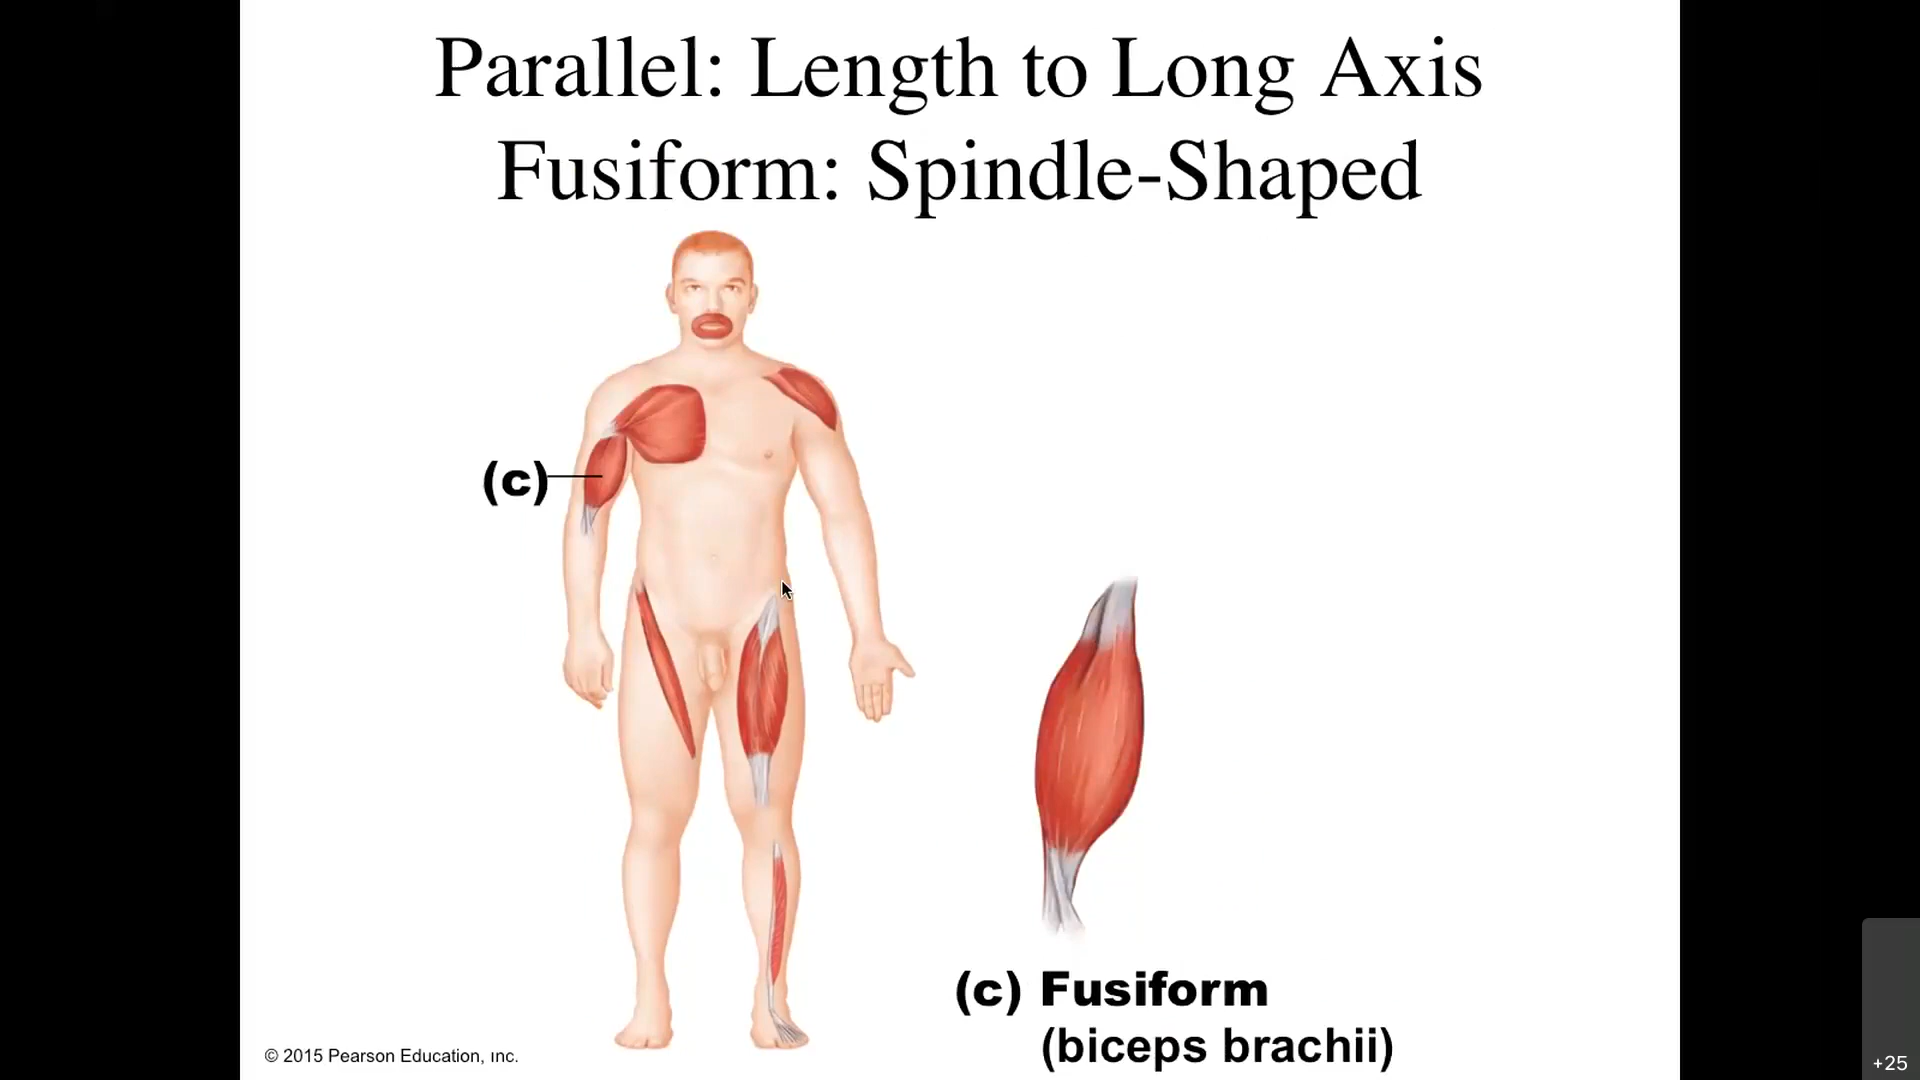 Parallel: Length to Long Axis
Fusiform: Spindle-Shaped
(c)
(c) Fusiform
(biceps brachii)
© 2015 Pearson Education, Inc.
+25